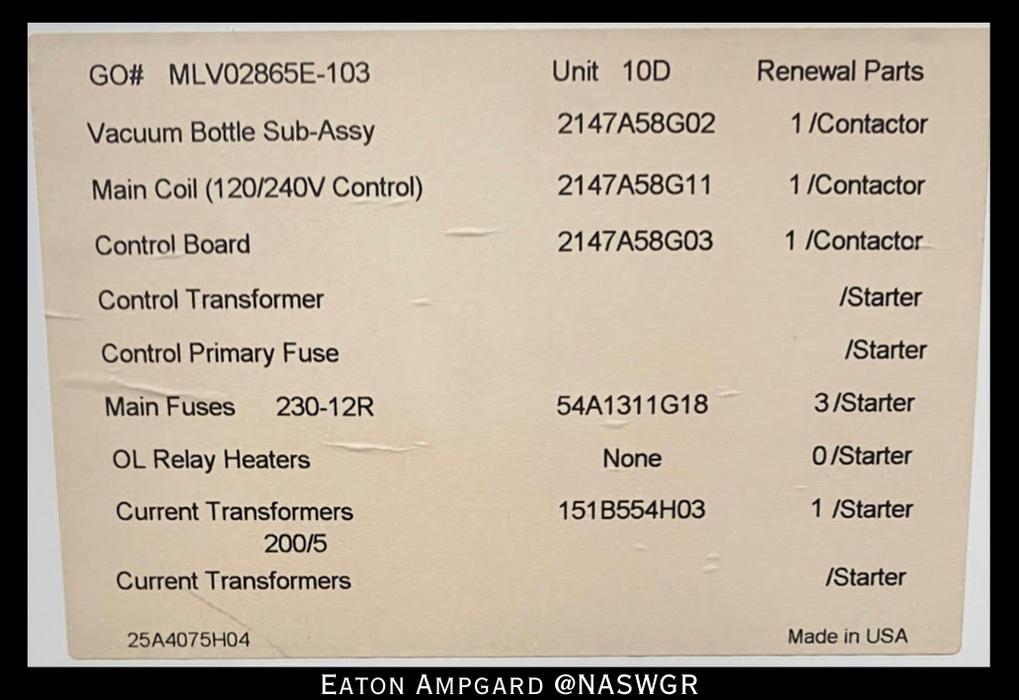 GO# MLV02865E-103 Unit 10D Renewal Parts
Vacuum Bottle Sub-Assy 2147A58G02 1 /Contactor
Main Coil (120/240V Control) 2147A58G11 1 /Contactor
Control Board 2147A58G03 1 /Contactor
Control Transformer /Starter
Control Primary Fuse /Starter
Main Fuses 230-12R 54A1311G18 3 /Starter
OL Relay Heaters None 0 /Starter
Current Transformers 151B554H03 1 /Starter
200/5
Current Transformers /Starter
25A4075H04 Made in USA
EATON AMPGARD @NASWGR